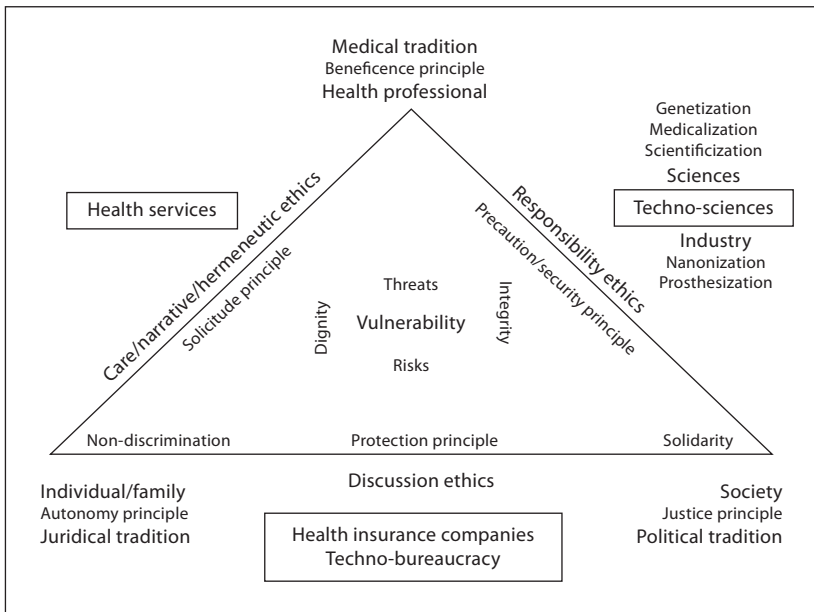 Medical tradition
Beneficence principle
Health professional
Genetization
Medicalization
Scientificization
Sciences
Techno-sciences
Industry
Nanonization
Prosthesization
Health services
Care/narrative/hermeneutic ethics
Solicitude principle
Responsibility ethics
Precaution/security principle
Threats
Dignity
Vulnerability
Integrity
Risks
Non-discrimination
Protection principle
Solidarity
Discussion ethics
Individual/family
Autonomy principle
Juridical tradition
Health insurance companies
Techno-bureaucracy
Society
Justice principle
Political tradition